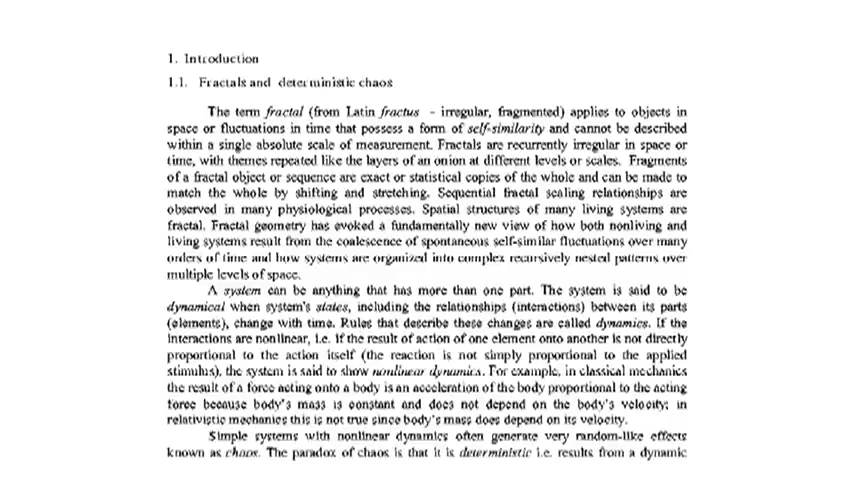 1. Introduction
1.1. Fractals and deterministic chaos
The term fractal (from Latin fractus - irregular, fragmented) applies to objects in
space or fluctuations in time that possess a form of self-similarity and cannot be described
within a single absolute scale of measurement. Fractals are recurrently irregular in space or
time, with themes repeated like the layers of an onion at different levels or scales. Fragments
of a fractal object or sequence are exact or statistical copies of the whole and can be made to
match the whole by shifting and stretching. Sequential fractal scaling relationships are
observed in many physiological processes. Spatial structures of many living systems are
fractal. Fractal geometry has evoked a fundamentally new view of how both nonliving and
living systems result from the coalescence of spontaneous self-similar fluctuations over many
orders of time and how systems are organized into complex recursively nested patterns over
multiple levels of space.
A system can be anything that has more than one part. The system is said to be
dynamical when system's states, including the relationships (interactions) between its parts
(elements), change with time. Rules that describe these changes are called dynamics. If the
interactions are nonlinear, i.e. if the result of action of one element onto another is not directly
proportional to the action itself (the reaction is not simply proportional to the applied
stimulus), the system is said to show nonlinear dynamics. For example, in classical mechanics
the result of a force acting onto a body is an acceleration of the body proportional to the acting
force because body's mass is constant and does not depend on the body's velocity; in
relativistic mechanics this is not true since body's mass does depend on its velocity.
Simple systems with nonlinear dynamics often generate very random-like effects
known as chaos. The paradox of chaos is that it is deterministic i.e. results from a dynamic